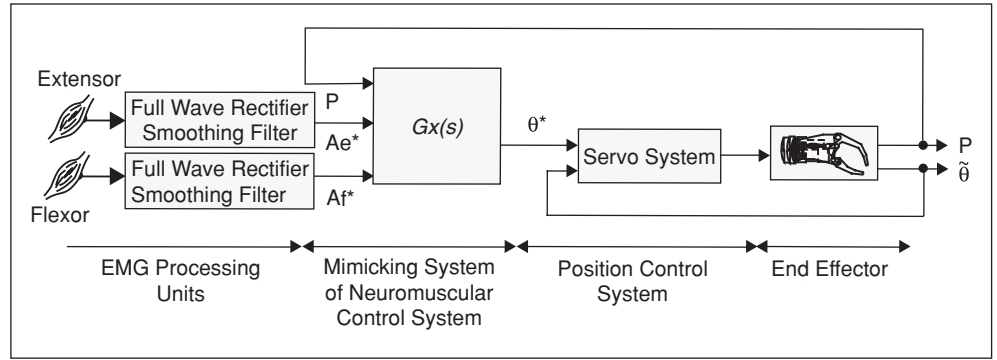 Extensor
Full Wave Rectifier
Smoothing Filter
P
Ae*
Gx(s)
θ*
Servo System
P
θ̃
Full Wave Rectifier
Smoothing Filter
Af*
Flexor
EMG Processing
Units
Mimicking System
of Neuromuscular
Control System
Position Control
System
End Effector